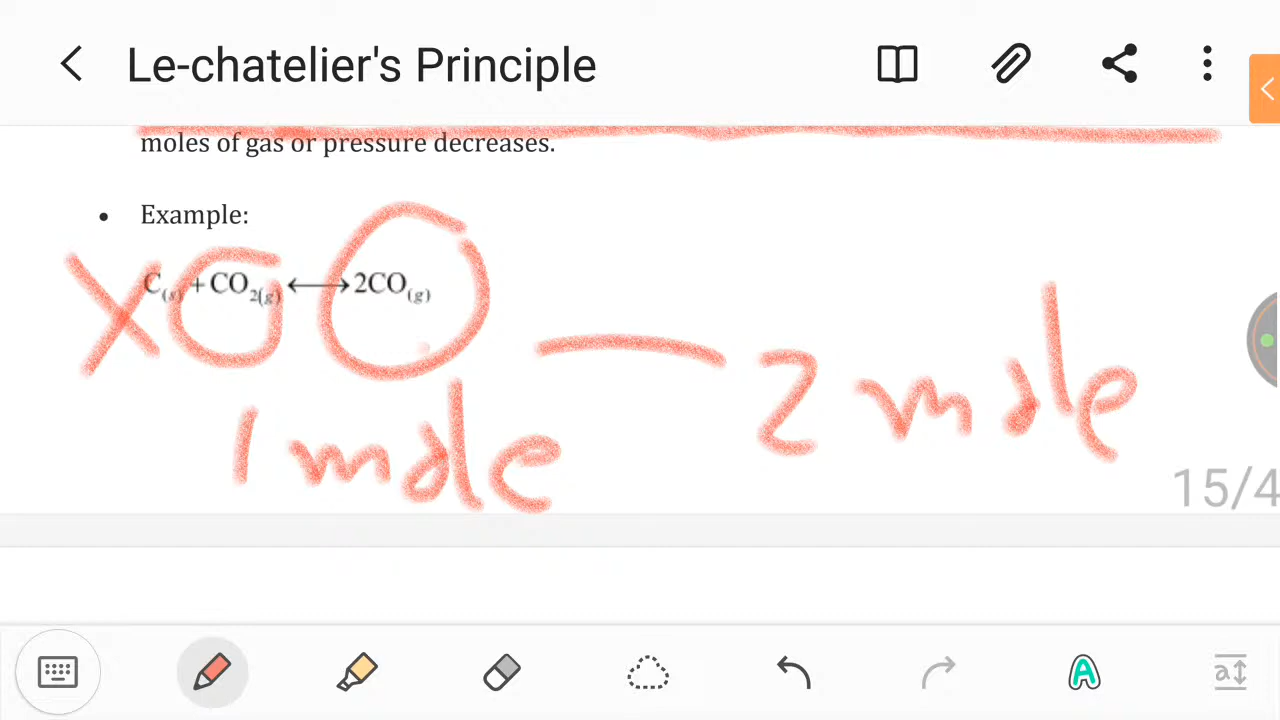 Le-chatelier's Principle
moles of gas or pressure decreases.
• Example:
X C(s) + CO2(g) ⟷ 2CO(g)
1 mole — 2 mole
15/4
A a